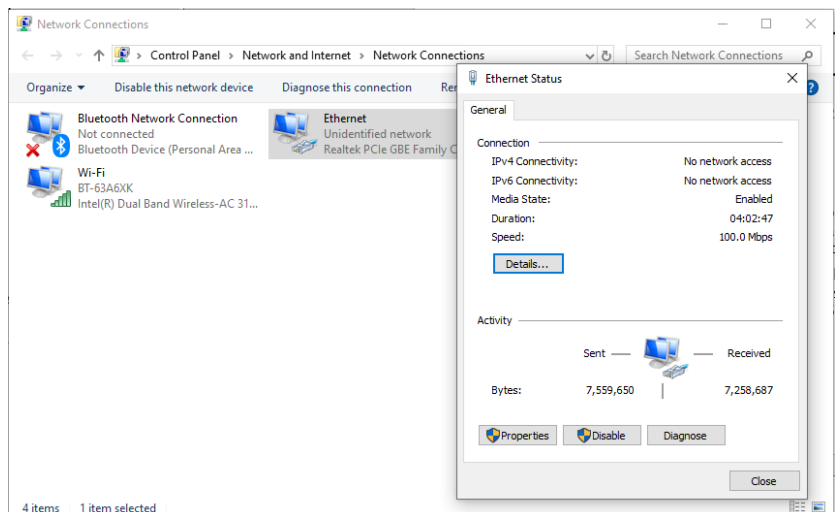 Network Connections
Control Panel > Network and Internet > Network Connections
Search Network Connections
Organize
Disable this network device
Diagnose this connection
Bluetooth Network Connection
Not connected
Bluetooth Device (Personal Area ...
Ethernet
Unidentified network
Realtek PCIe GBE Family C
Wi-Fi
BT-63A6XK
Intel(R) Dual Band Wireless-AC 31...
4 items
1 item selected
Ethernet Status
General
Connection
IPv4 Connectivity: No network access
IPv6 Connectivity: No network access
Media State: Enabled
Duration: 04:02:47
Speed: 100.0 Mbps
Details...
Activity
Sent — — Received
Bytes: 7,559,650 | 7,258,687
Properties
Disable
Diagnose
Close